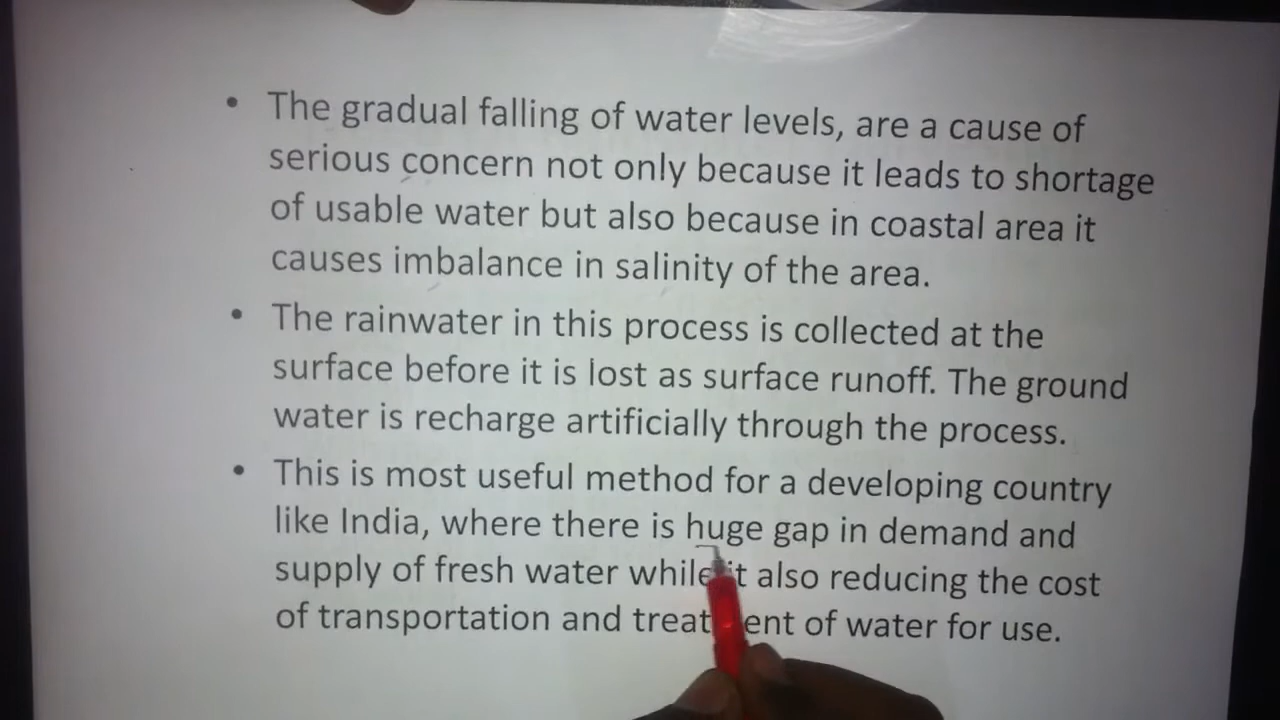 • The gradual falling of water levels, are a cause of
serious concern not only because it leads to shortage
of usable water but also because in coastal area it
causes imbalance in salinity of the area.
• The rainwater in this process is collected at the
surface before it is lost as surface runoff. The ground
water is recharge artificially through the process.
• This is most useful method for a developing country
like India, where there is huge gap in demand and
supply of fresh water while it also reducing the cost
of transportation and treatment of water for use.